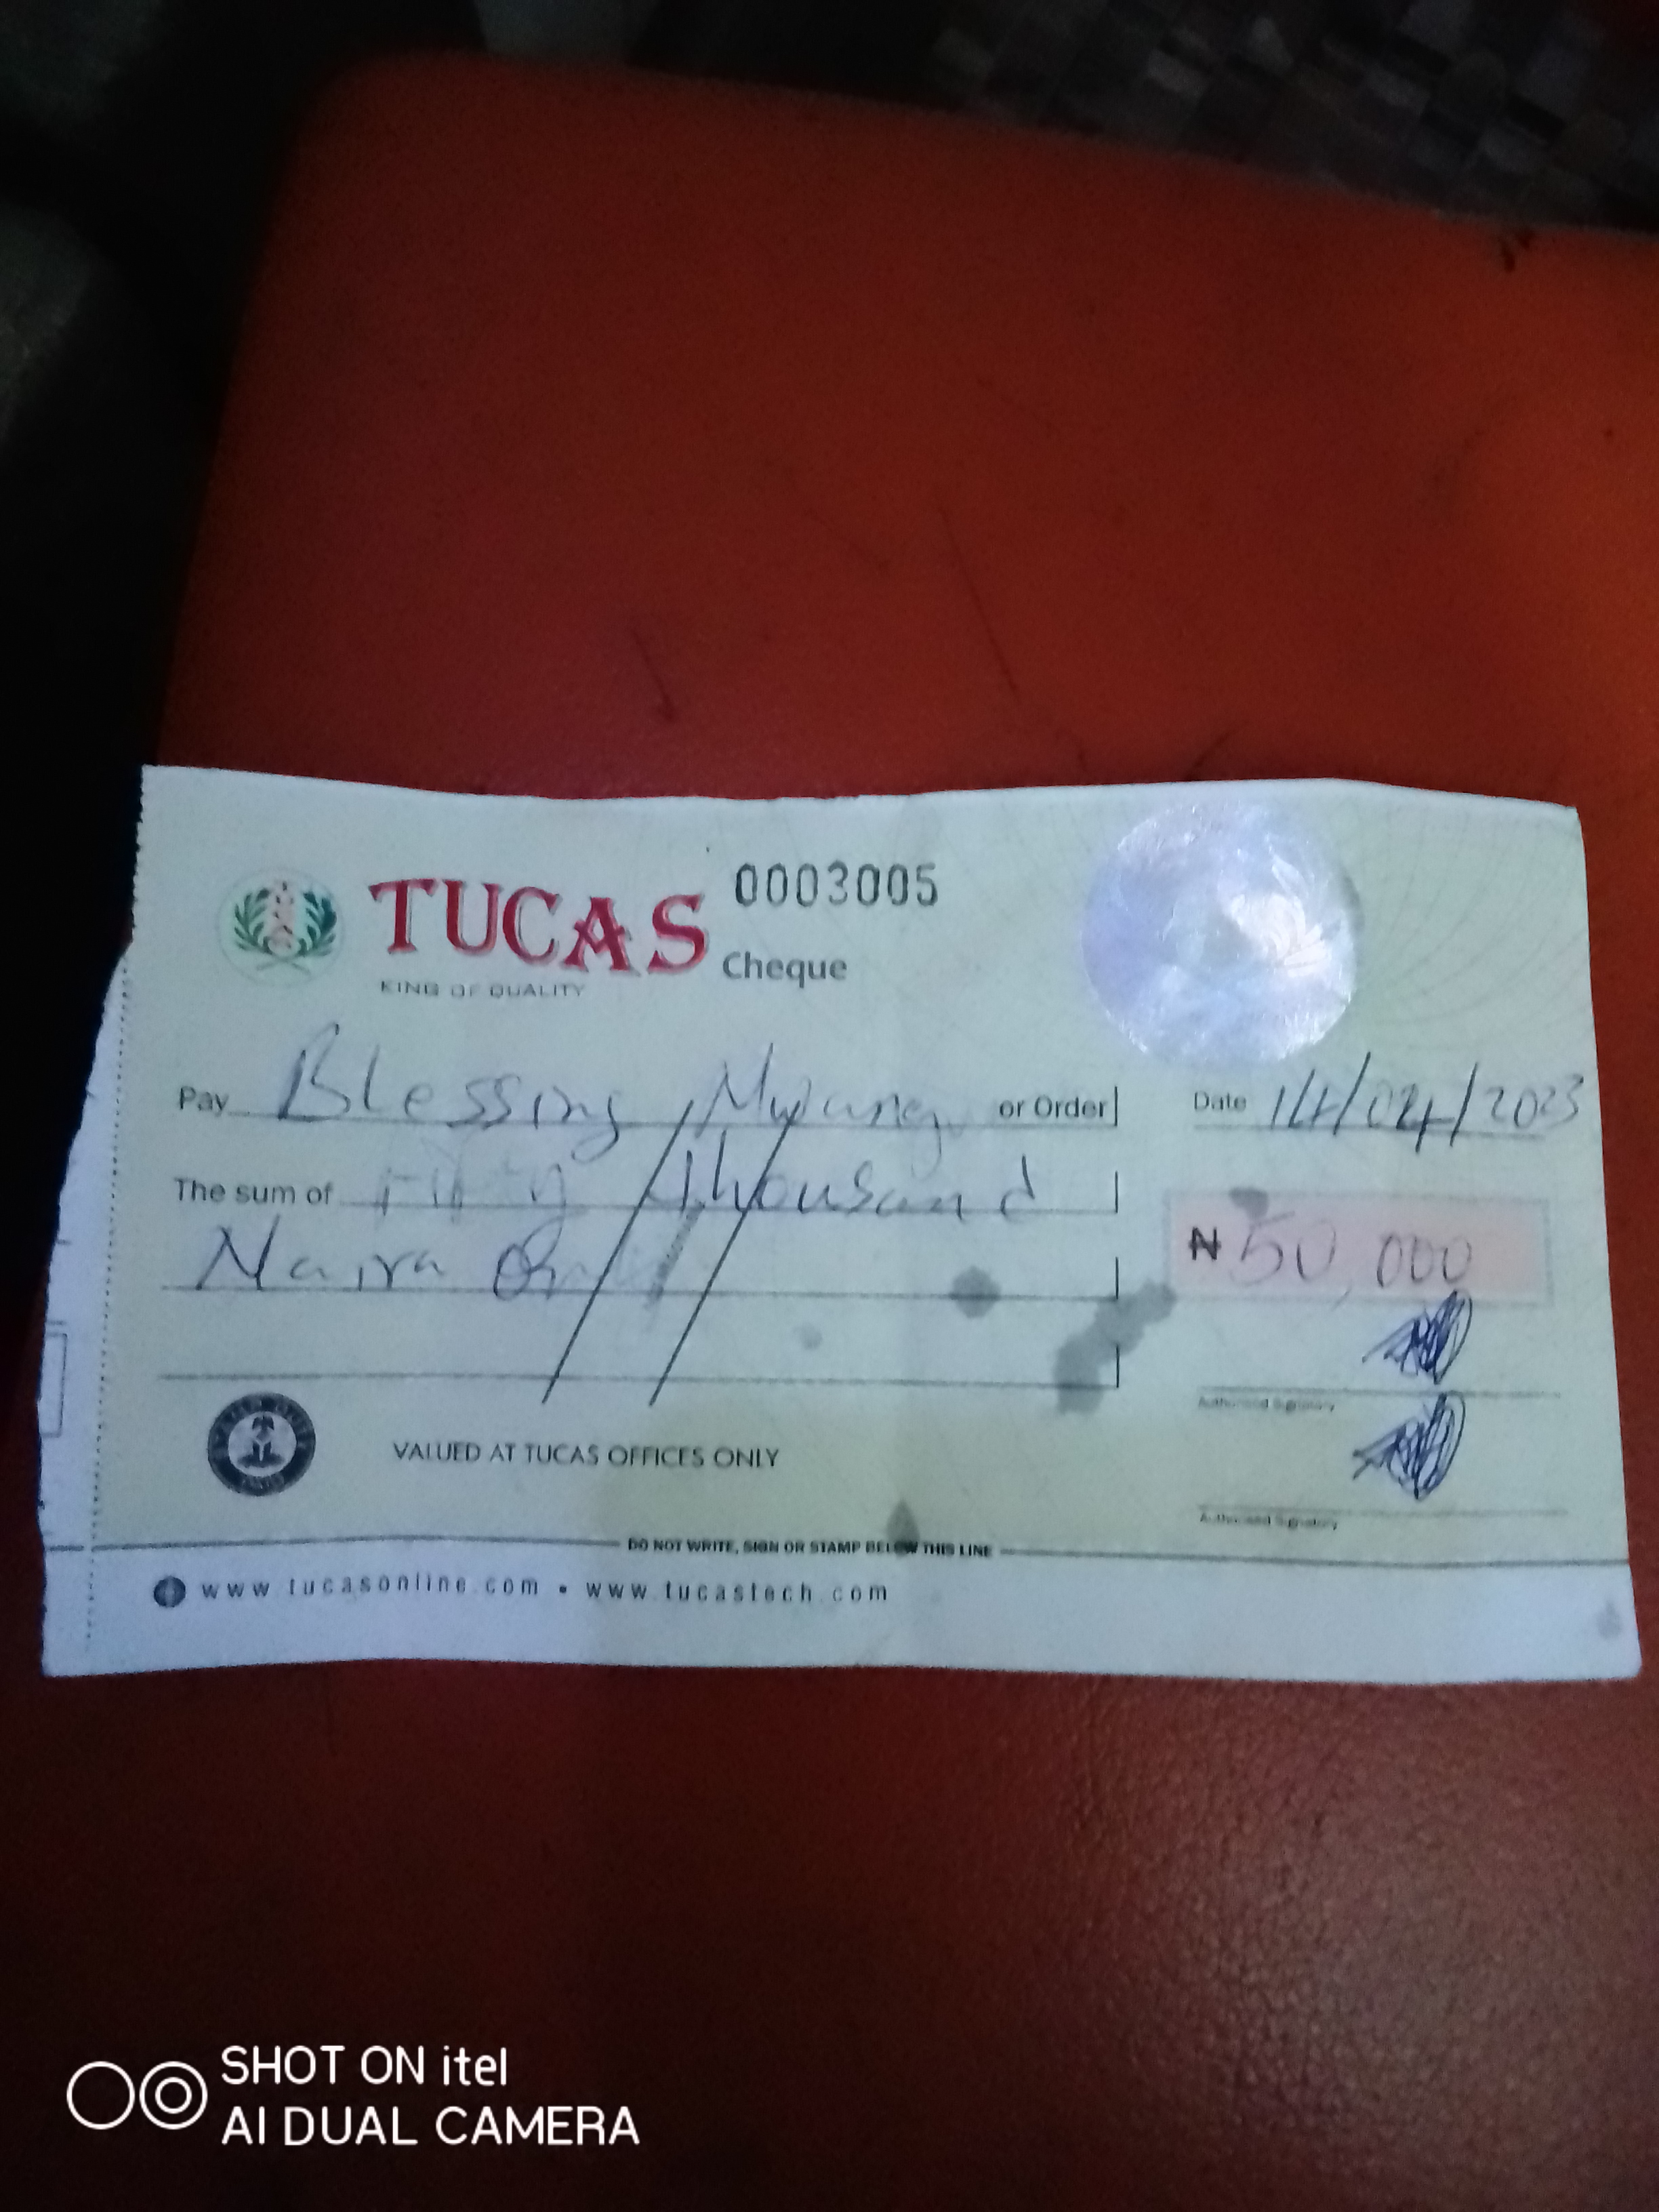 TUCAS 0003005
KING OF QUALITY Cheque
Pay Blessing or Order Date 14/04/2023
The sum of Fifty thousand
Naira ₦ 50,000
Authorised Signatory
VALUED AT TUCAS OFFICES ONLY
Authorised Signatory
DO NOT WRITE, SIGN OR STAMP BELOW THIS LINE
www.tucasonline.com • www.tucastech.com
SHOT ON itel
AI DUAL CAMERA